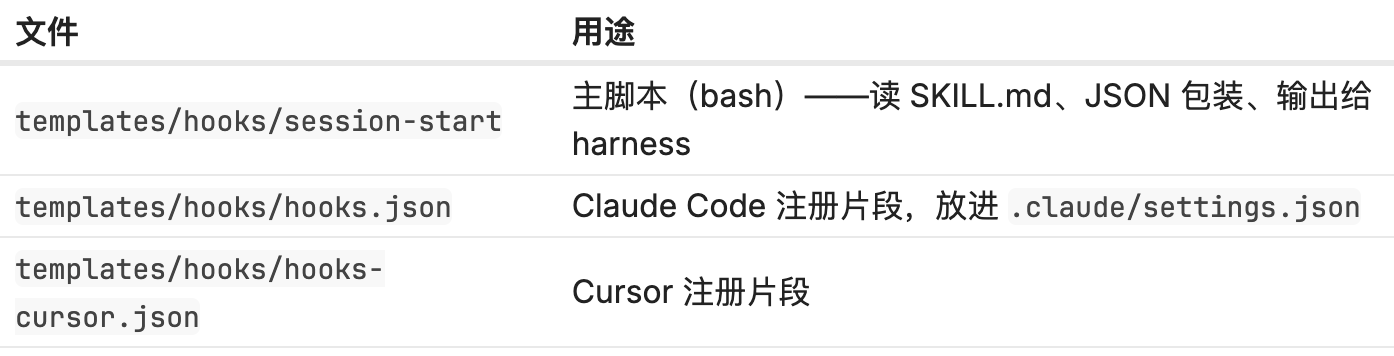 文件 用途
templates/hooks/session-start 主脚本（bash）——读 SKILL.md、JSON 包装、输出给
harness
templates/hooks/hooks.json Claude Code 注册片段，放进 .claude/settings.json
templates/hooks/hooks-
cursor.json
Cursor 注册片段